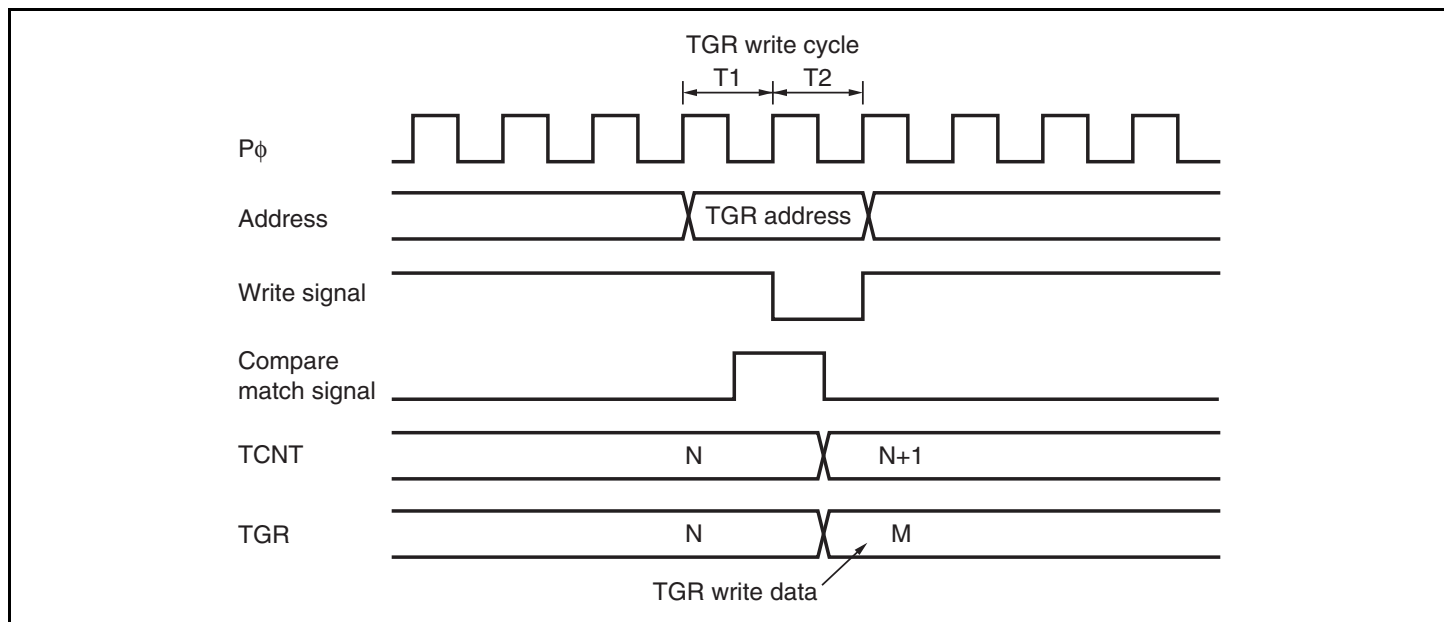 TGR write cycle
T1 T2
Pϕ
Address TGR address
Write signal
Compare
match signal
TCNT N N+1
TGR N M
TGR write data